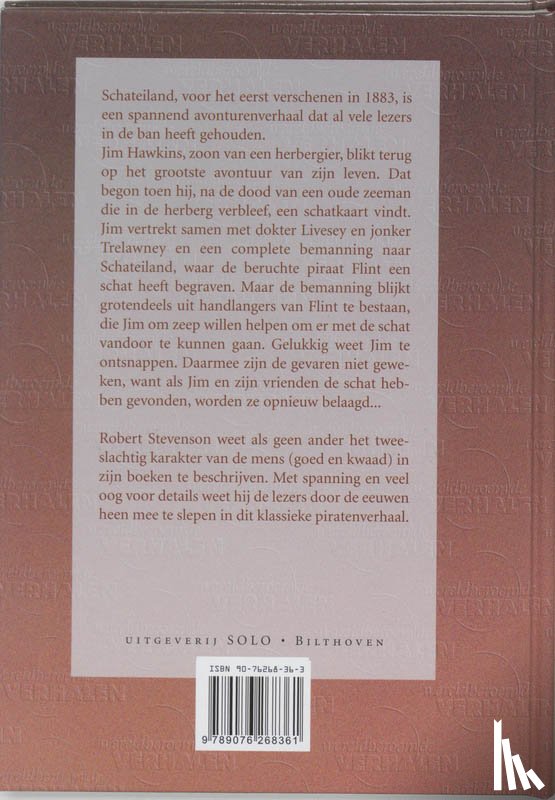 wereldberoemde
VERHALEN
Schateiland, voor het eerst verschenen in 1883, is
een spannend avonturenverhaal dat al vele lezers
in de ban heeft gehouden.
Jim Hawkins, zoon van een herbergier, blikt terug
op het grootste avontuur van zijn leven. Dat
begon toen hij, na de dood van een oude zeeman
die in de herberg verbleef, een schatkaart vindt.
Jim vertrekt samen met dokter Livesey en jonker
Trelawney en een complete bemanning naar
Schateiland, waar de beruchte piraat Flint een
schat heeft begraven. Maar de bemanning blijkt
grotendeels uit handlangers van Flint te bestaan,
die Jim om zeep willen helpen om er met de schat
vandoor te kunnen gaan. Gelukkig weet Jim te
ontsnappen. Daarmee zijn de gevaren niet gewe-
ken, want als Jim en zijn vrienden de schat heb-
ben gevonden, worden ze opnieuw belaagd...
Robert Stevenson weet als geen ander het twee-
slachtig karakter van de mens (goed en kwaad) in
zijn boeken te beschrijven. Met spanning en veel
oog voor details weet hij de lezers door de eeuwen
heen mee te slepen in dit klassieke piratenverhaal.
UITGEVERIJ SOLO • BILTHOVEN
ISBN 90-76268-36-3
9 789076 268361